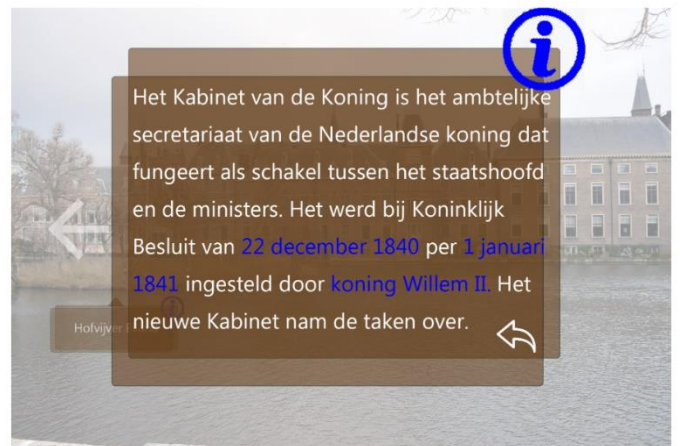 Het Kabinet van de Koning is het ambtelijke
secretariaat van de Nederlandse koning dat
fungeert als schakel tussen het staatshoofd
en de ministers. Het werd bij Koninklijk
Besluit van 22 december 1840 per 1 januari
1841 ingesteld door koning Willem II. Het
nieuwe Kabinet nam de taken over.
Hofvijver